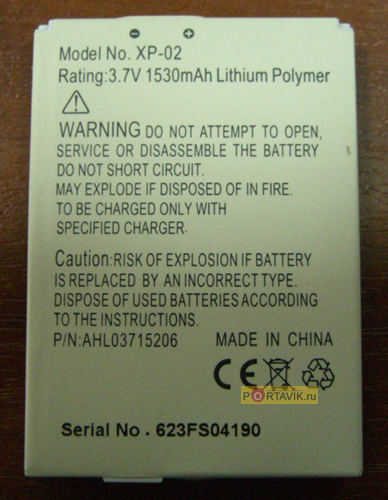 Model No. XP-02
Rating:3.7V 1530mAh Lithium Polymer
WARNING DO NOT ATTEMPT TO OPEN,
SERVICE OR DISASSEMBLE THE BATTERY
DO NOT SHORT CIRCUIT.
MAY EXPLODE IF DISPOSED OF IN FIRE.
TO BE CHARGED ONLY WITH
SPECIFIED CHARGER.
Caution: RISK OF EXPLOSION IF BATTERY
IS REPLACED BY AN INCORRECT TYPE.
DISPOSE OF USED BATTERIES ACCORDING
TO THE INSTRUCTIONS.
P/N:AHL03715206 MADE IN CHINA
CE
PORTAVIK.ru
Serial No . 623FS04190